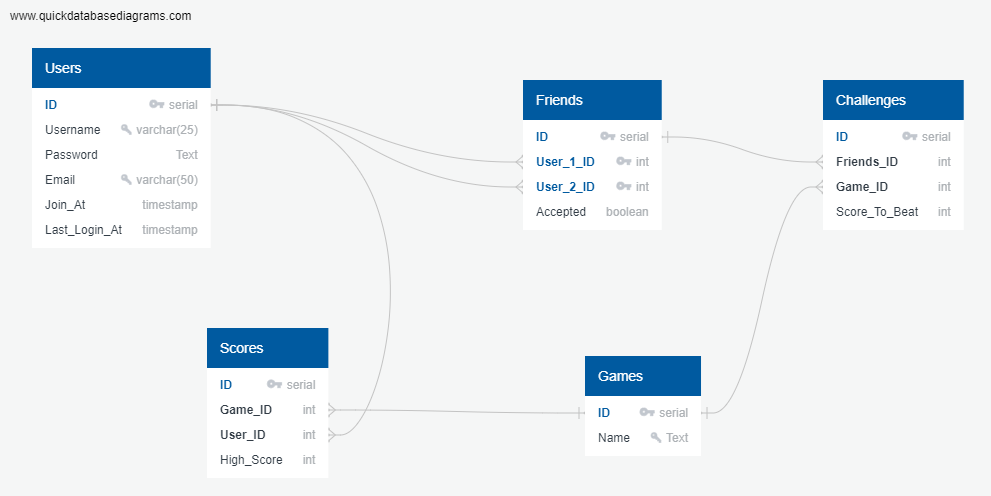 www.quickdatabasediagrams.com
Users
ID serial
Username varchar(25)
Password Text
Email varchar(50)
Join_At timestamp
Last_Login_At timestamp
Friends
ID serial
User_1_ID int
User_2_ID int
Accepted boolean
Challenges
ID serial
Friends_ID int
Game_ID int
Score_To_Beat int
Scores
ID serial
Game_ID int
User_ID int
High_Score int
Games
ID serial
Name Text